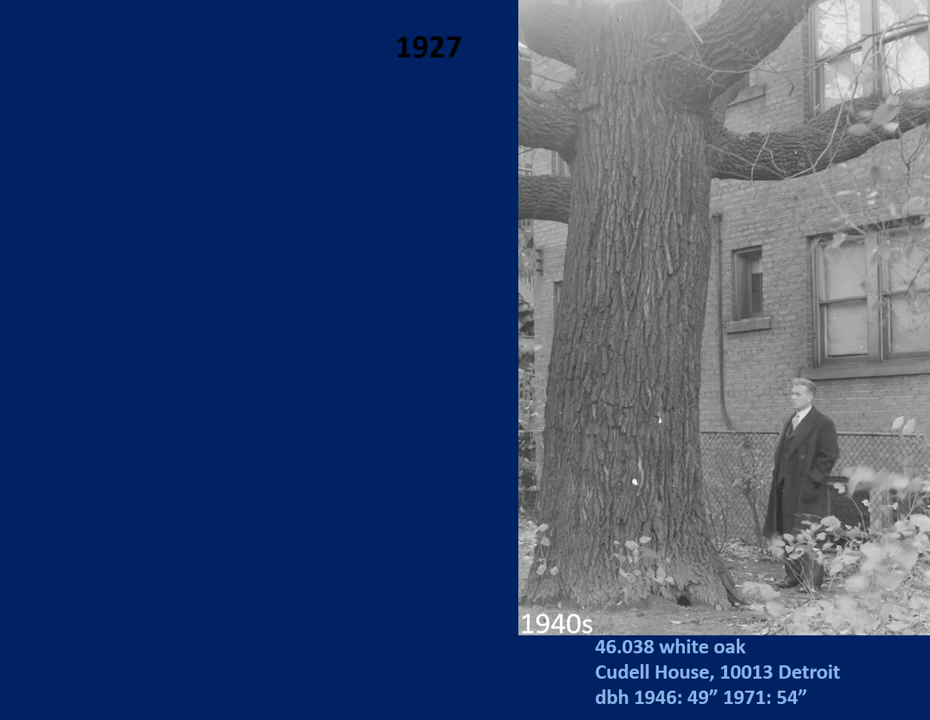 1927
1940s
46.038 white oak
Cudell House, 10013 Detroit
dbh 1946: 49” 1971: 54”